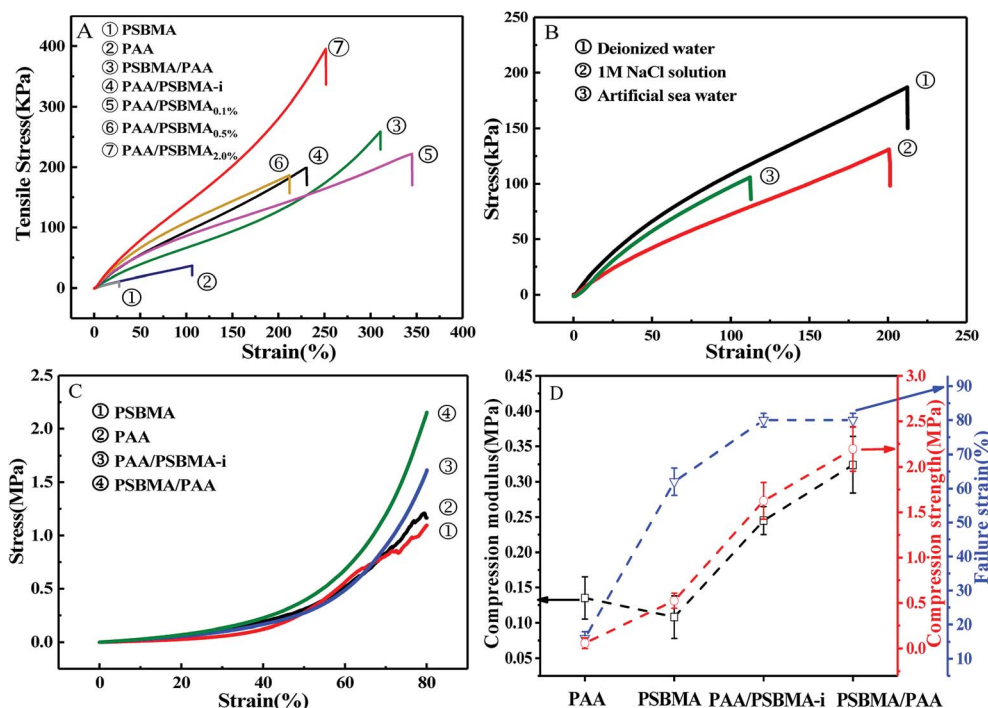 A
① PSBMA
② PAA
③ PSBMA/PAA
④ PAA/PSBMA-i
⑤ PAA/PSBMA0.1%
⑥ PAA/PSBMA0.5%
⑦ PAA/PSBMA2.0%
Tensile Stress(KPa)
400
300
200
100
0
⑦
③
⑥
④
⑤
②
①
0 50 100 150 200 250 300 350 400
Strain(%)
B
① Deionized water
② 1M NaCl solution
③ Artificial sea water
Stress(kPa)
250
200
150
100
50
0
①
②
③
0 50 100 150 200 250
Strain(%)
C
① PSBMA
② PAA
③ PAA/PSBMA-i
④ PSBMA/PAA
Stress(MPa)
2.5
2.0
1.5
1.0
0.5
0.0
④
③
②
①
0 20 40 60 80
Strain(%)
D
Compression modulus(MPa)
0.45
0.40
0.35
0.30
0.25
0.20
0.15
0.10
0.05
PAA PSBMA PAA/PSBMA-i PSBMA/PAA
3.0
2.5
2.0
1.5
1.0
0.5
0.0
Compression strength(MPa)
90
80
70
60
50
40
30
20
10
Failure strain(%)